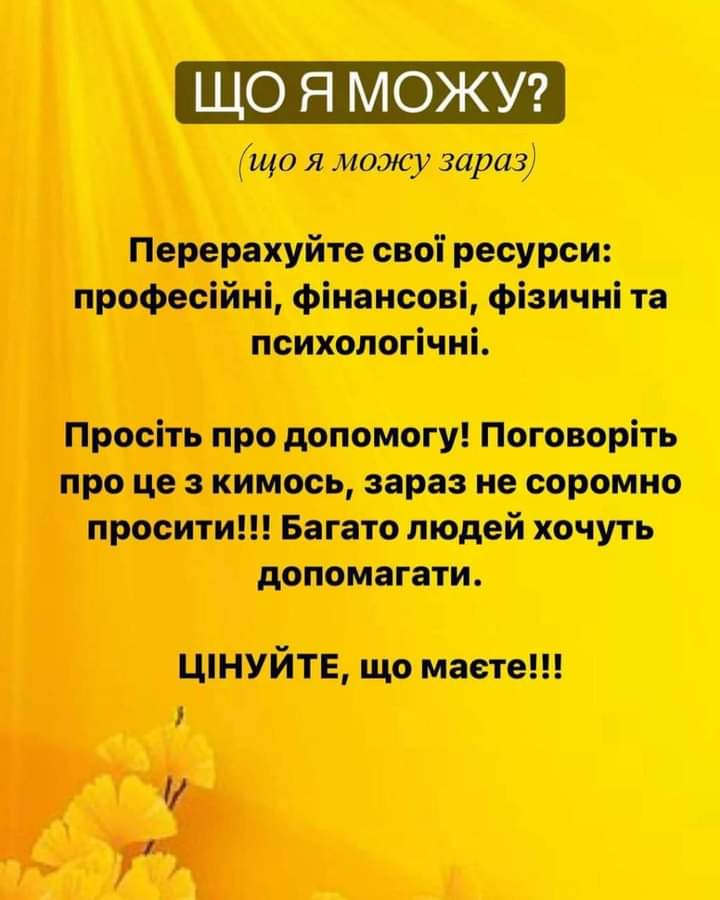 ЩО Я МОЖУ?
(що я можу зараз)
Перерахуйте свої ресурси:
професійні, фінансові, фізичні та
психологічні.
Просіть про допомогу! Поговоріть
про це з кимось, зараз не соромно
просити!!! Багато людей хочуть
допомагати.
ЦІНУЙТЕ, що маєте!!!